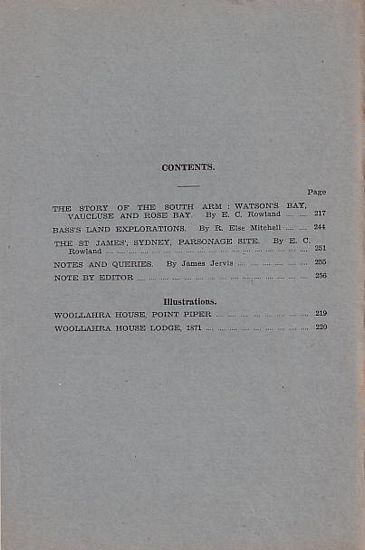 CONTENTS.
Page
THE STORY OF THE SOUTH ARM : WATSON'S BAY,
VAUCLUSE AND ROSE BAY. By E. C. Rowland ... ... 217
BASS'S LAND EXPLORATIONS. By R. Else Mitchell ... ... 244
THE ST JAMES', SYDNEY, PARSONAGE SITE. By E. C.
Rowland ... ... ... ... ... ... ... ... ... ... ... 251
NOTES AND QUERIES. By James Jervis ... ... ... ... ... 255
NOTE BY EDITOR ... ... ... ... ... ... ... ... ... ... 256
Illustrations.
WOOLLAHRA HOUSE, POINT PIPER ... ... ... ... ... ... 219
WOOLLAHRA HOUSE LODGE, 1871 ... ... ... ... ... ... ... 220